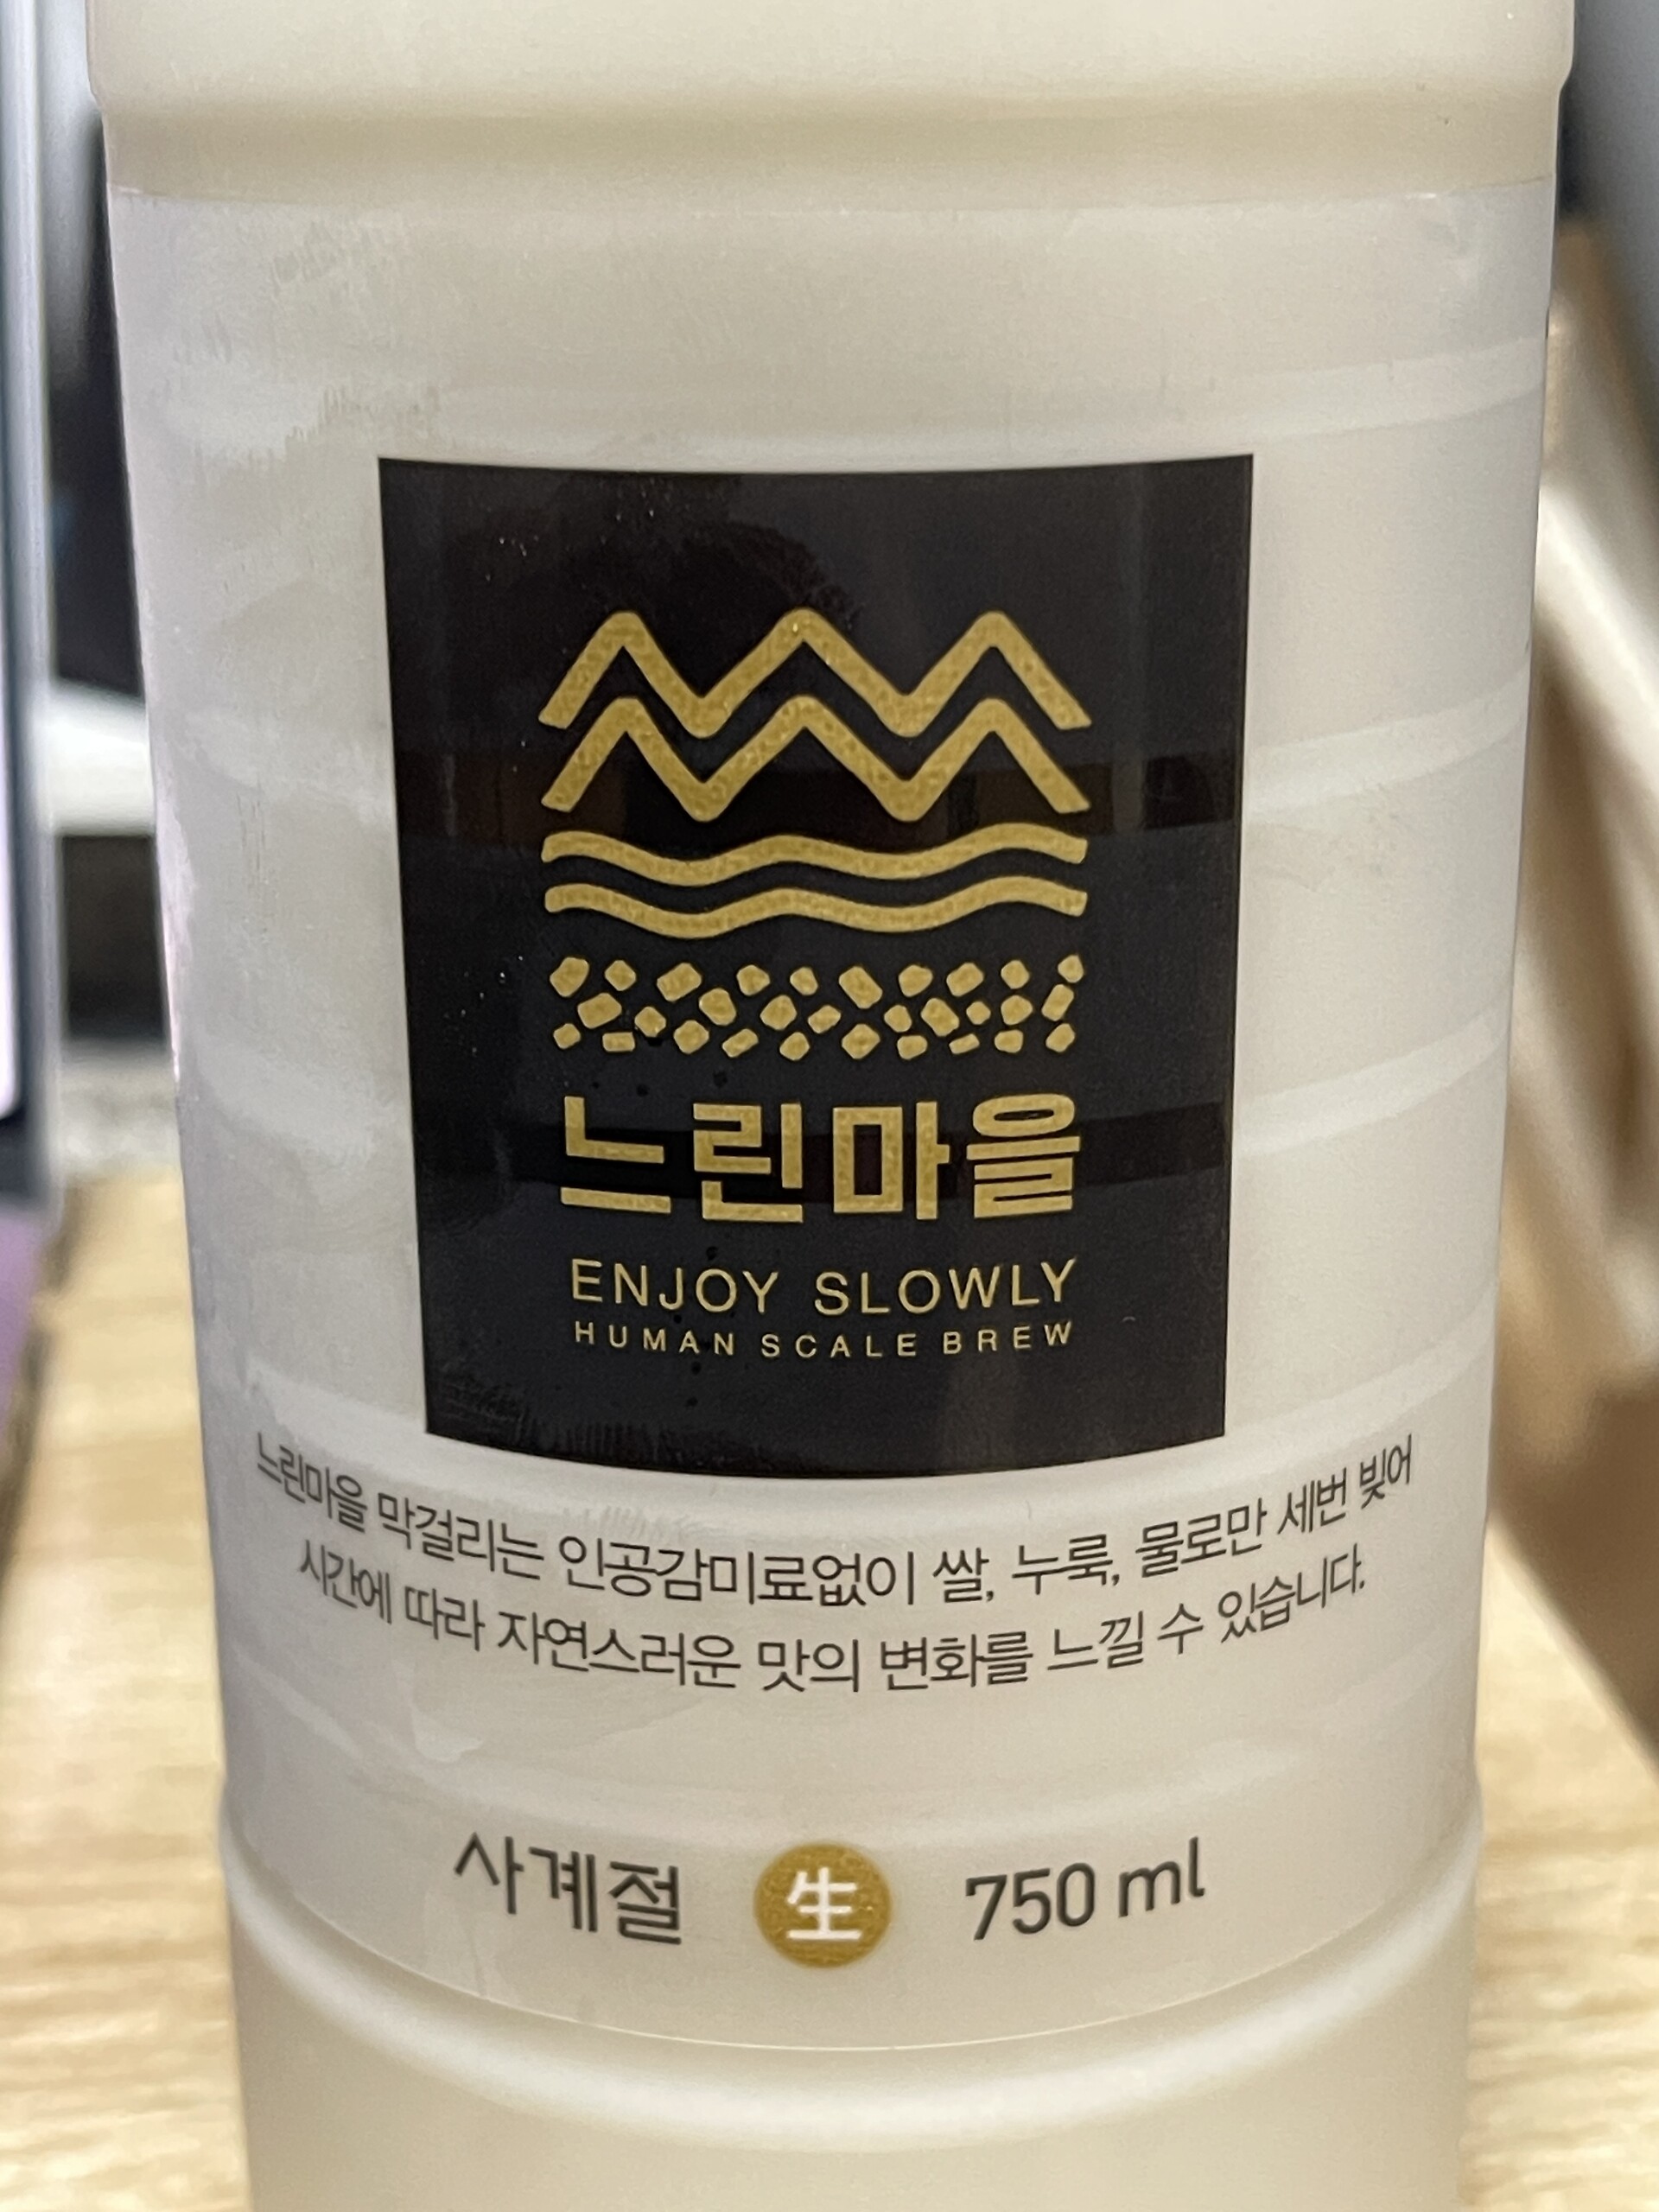 느린마을
ENJOY SLOWLY
HUMAN SCALE BREW
느린마을 막걸리는 인공감미료없이 쌀, 누룩, 물로만 세번 빚어
시간에 따라 자연스러운 맛의 변화를 느낄 수 있습니다.
사계절 生 750 ml